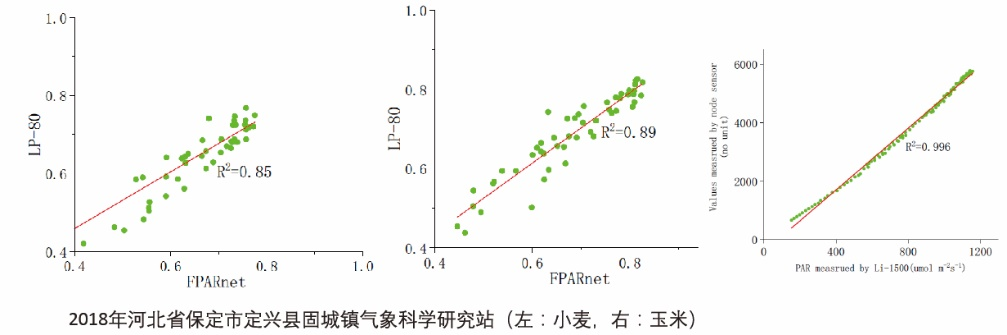 1.0
0.8
0.6
0.4
0.4
0.6
0.8
1.0
LP-80
FPARnet
R²=0.85
1.0
0.8
0.6
0.4
0.4
0.6
0.8
LP-80
FPARnet
R²=0.89
6000
4000
2000
0
0
400
800
1200
Values measrued by node sensor
(no unit)
R²=0.996
PAR measrued by Li-1500(umol m⁻²s⁻¹)
2018年河北省保定市定兴县固城镇气象科学研究站（左：小麦，右：玉米）